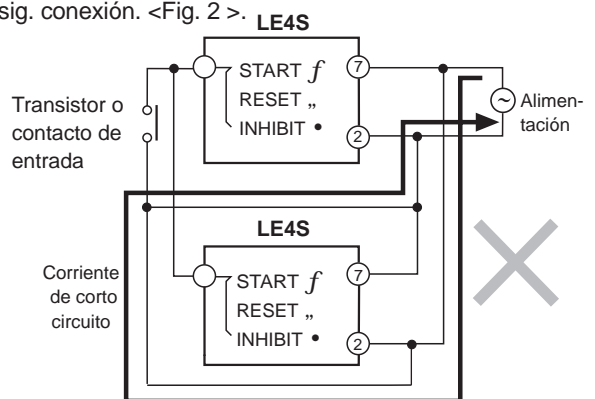 sig. conexión. <Fig. 2 >.
LE4S
START ƒ
RESET „
INHIBIT •
7
2
Transistor o
contacto de
entrada
~
Alimen-
tación
LE4S
START ƒ
RESET „
INHIBIT •
7
2
Corriente
de corto
circuito